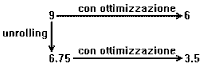 con ottimizzazione
9 6
unrolling
con ottimizzazione
6.75 3.5